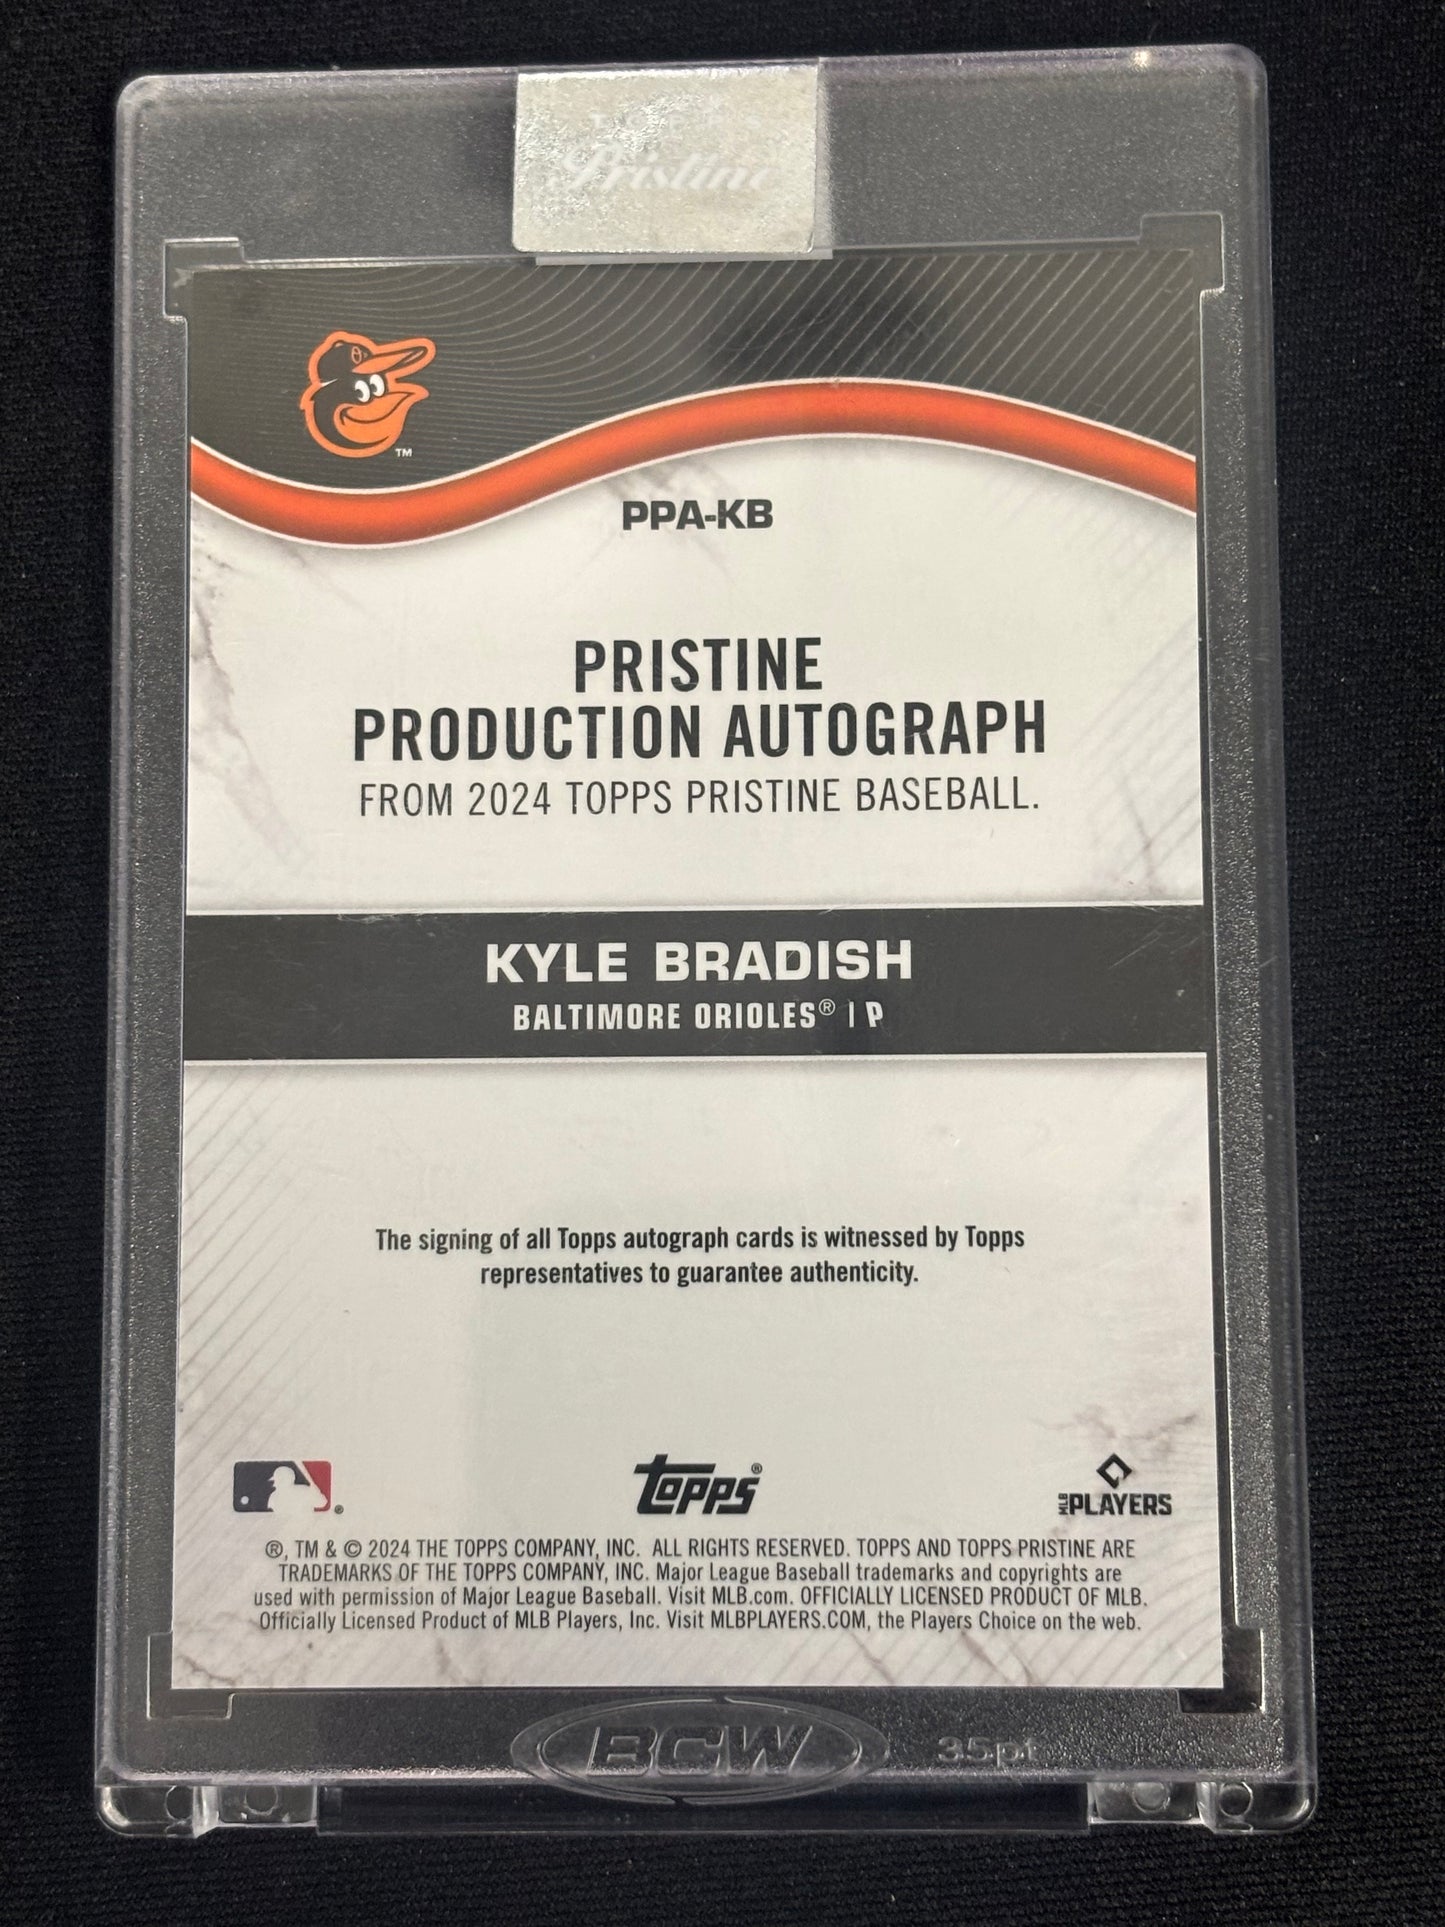 TOPPS
Pristine
TM
PPA-KB
PRISTINE
PRODUCTION AUTOGRAPH
FROM 2024 TOPPS PRISTINE BASEBALL.
KYLE BRADISH
BALTIMORE ORIOLES® | P
The signing of all Topps autograph cards is witnessed by Topps
representatives to guarantee authenticity.
Topps® MLB PLAYERS
®, TM & © 2024 THE TOPPS COMPANY, INC. ALL RIGHTS RESERVED. TOPPS AND TOPPS PRISTINE ARE
TRADEMARKS OF THE TOPPS COMPANY, INC. Major League Baseball trademarks and copyrights are
used with permission of Major League Baseball. Visit MLB.com. OFFICIALLY LICENSED PRODUCT OF MLB.
Officially Licensed Product of MLB Players, Inc. Visit MLBPLAYERS.COM, the Players Choice on the web.
BCW 35pt